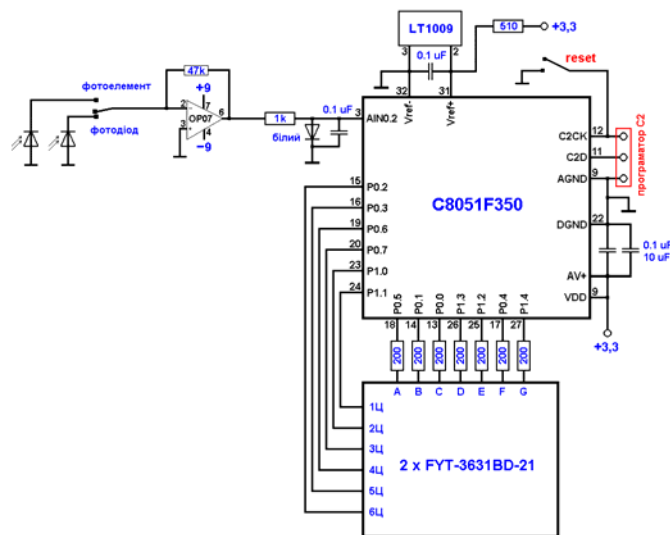 LT1009
510
+3,3
3
2
0.1 uF
reset
32
31
Vref-
Vref+
47k
+9
фотоелемент
2
7
OP07
6
3
4
-9
фотодіод
1k
0.1 uF
білий
3
AIN0.2
C2CK
12
C2D
11
AGND
9
програматор C2
C8051F350
15
P0.2
16
P0.3
19
P0.6
20
P0.7
23
P1.0
24
P1.1
DGND
22
0.1 uF
10 uF
AV+
VDD
9
+3,3
P0.5
P0.1
P0.0
P1.3
P1.2
P0.4
P1.4
18
14
13
26
25
17
27
200
200
200
200
200
200
200
A
B
C
D
E
F
G
1Ц
2Ц
3Ц
4Ц
5Ц
6Ц
2 x FYT-3631BD-21